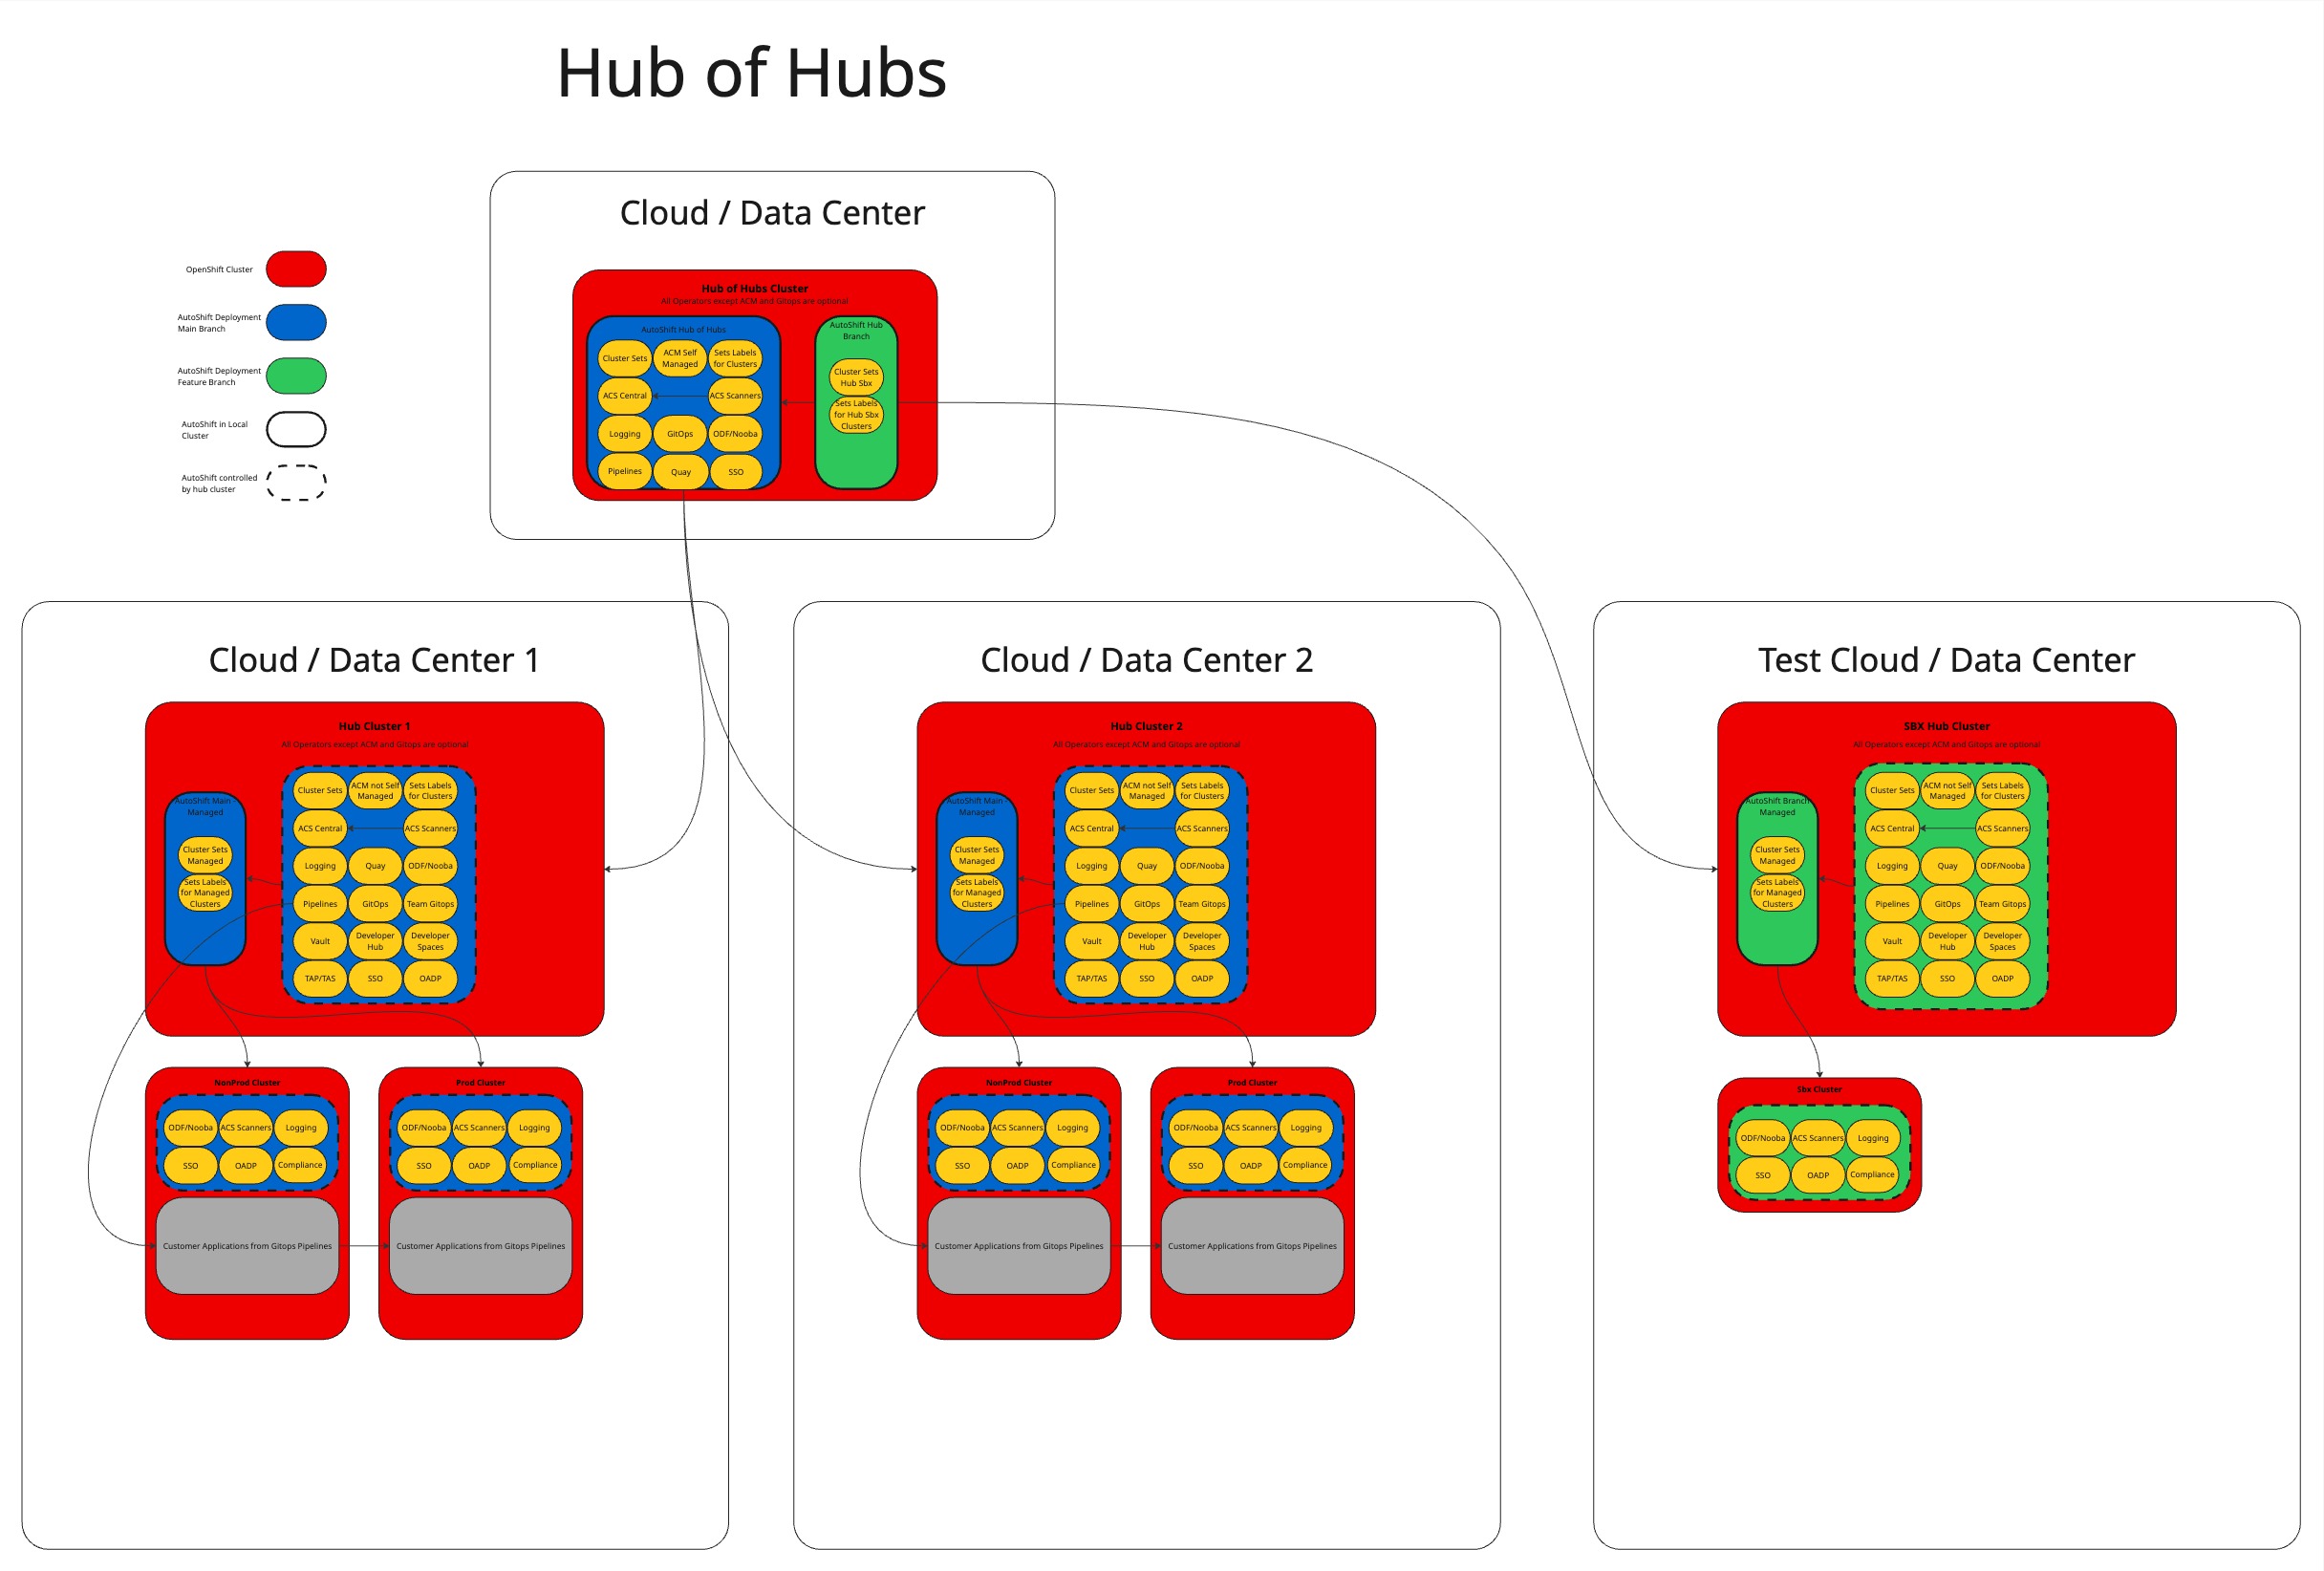 Hub of Hubs
Cloud / Data Center
OpenShift Cluster
AutoShift Deployment
Main Branch
AutoShift Deployment
Feature Branch
AutoShift in Local
Cluster
AutoShift controlled
by hub cluster
Hub of Hubs Cluster
All Operators except ACM and Gitops are optional
AutoShift Hub of Hubs
Cluster Sets
ACM Self
Managed
Sets Labels
for Clusters
ACS Central
ACS Scanners
Logging
GitOps
ODF/Nooba
Pipelines
Quay
SSO
AutoShift Hub
Branch
Cluster Sets
Hub Sbx
Sets Labels
for Hub Sbx
Clusters
Cloud / Data Center 1
Hub Cluster 1
All Operators except ACM and Gitops are optional
AutoShift Main -
Managed
Cluster Sets
Managed
Sets Labels
for Managed
Clusters
Cluster Sets
ACM not Self
Managed
Sets Labels
for Clusters
ACS Central
ACS Scanners
Logging
Quay
ODF/Nooba
Pipelines
GitOps
Team Gitops
Vault
Developer
Hub
Developer
Spaces
TAP/TAS
SSO
OADP
NonProd Cluster
ODF/Nooba
ACS Scanners
Logging
SSO
OADP
Compliance
Customer Applications from Gitops Pipelines
Prod Cluster
ODF/Nooba
ACS Scanners
Logging
SSO
OADP
Compliance
Customer Applications from Gitops Pipelines
Cloud / Data Center 2
Hub Cluster 2
All Operators except ACM and Gitops are optional
AutoShift Main -
Managed
Cluster Sets
Managed
Sets Labels
for Managed
Clusters
Cluster Sets
ACM not Self
Managed
Sets Labels
for Clusters
ACS Central
ACS Scanners
Logging
Quay
ODF/Nooba
Pipelines
GitOps
Team Gitops
Vault
Developer
Hub
Developer
Spaces
TAP/TAS
SSO
OADP
NonProd Cluster
ODF/Nooba
ACS Scanners
Logging
SSO
OADP
Compliance
Customer Applications from Gitops Pipelines
Prod Cluster
ODF/Nooba
ACS Scanners
Logging
SSO
OADP
Compliance
Customer Applications from Gitops Pipelines
Test Cloud / Data Center
SBX Hub Cluster
All Operators except ACM and Gitops are optional
AutoShift Branch
Managed
Cluster Sets
Managed
Sets Labels
for Managed
Clusters
Cluster Sets
ACM not Self
Managed
Sets Labels
for Clusters
ACS Central
ACS Scanners
Logging
Quay
ODF/Nooba
Pipelines
GitOps
Team Gitops
Vault
Developer
Hub
Developer
Spaces
TAP/TAS
SSO
OADP
Sbx Cluster
ODF/Nooba
ACS Scanners
Logging
SSO
OADP
Compliance